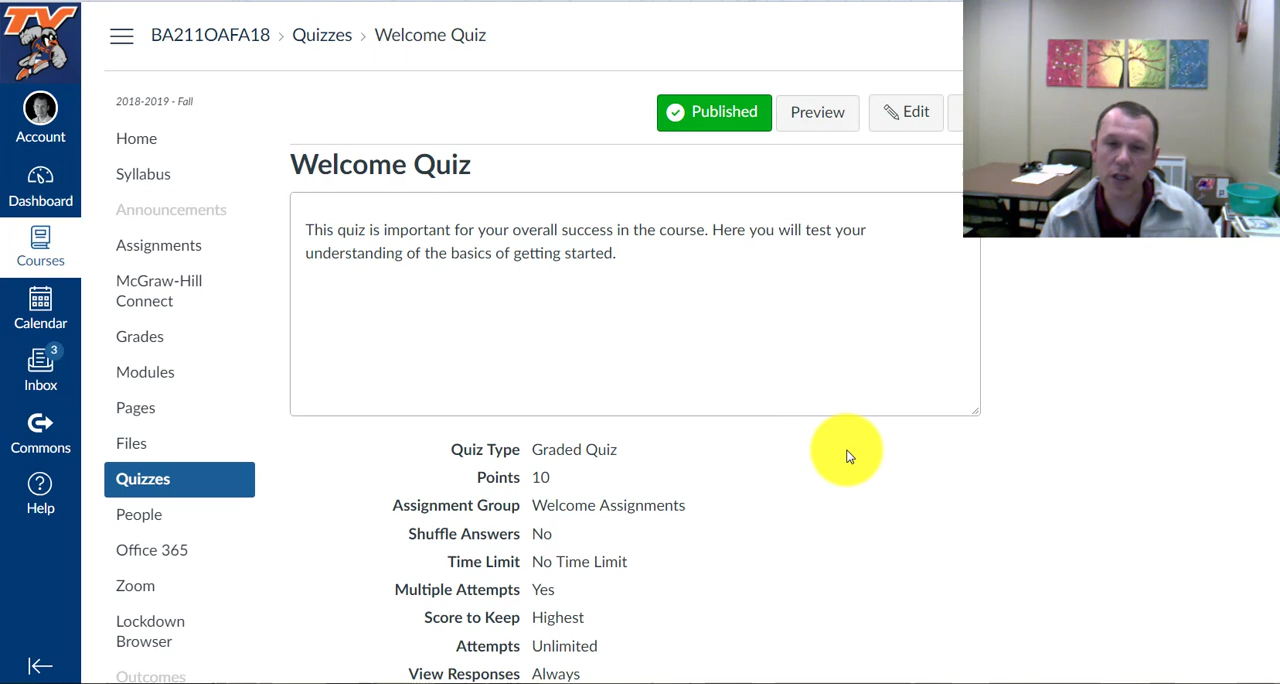 TV
BA211OAFA18 › Quizzes › Welcome Quiz
Account
Dashboard
Courses
Calendar
3
Inbox
Commons
Help
2018-2019 - Fall
Home
Syllabus
Announcements
Assignments
McGraw-Hill
Connect
Grades
Modules
Pages
Files
Quizzes
People
Office 365
Zoom
Lockdown
Browser
Outcomes
Published
Preview
Edit
Welcome Quiz
This quiz is important for your overall success in the course. Here you will test your
understanding of the basics of getting started.
Quiz Type Graded Quiz
Points 10
Assignment Group Welcome Assignments
Shuffle Answers No
Time Limit No Time Limit
Multiple Attempts Yes
Score to Keep Highest
Attempts Unlimited
View Responses Always